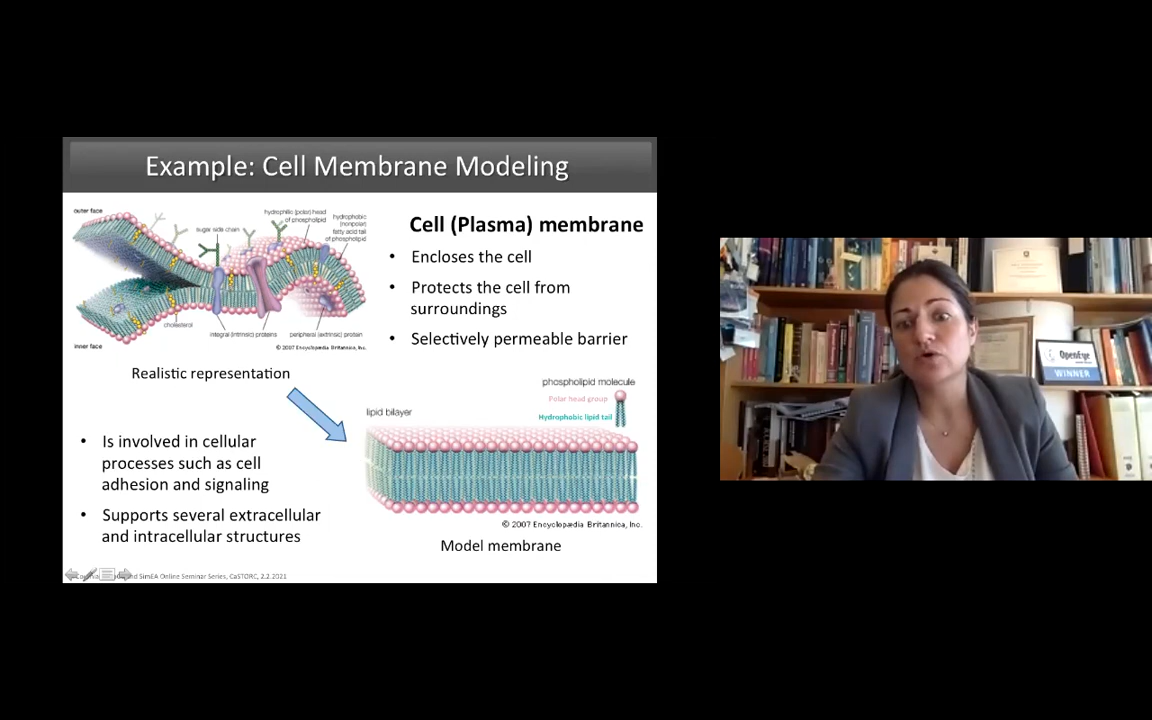 Example: Cell Membrane Modeling
outer face
sugar side chain
hydrophilic (polar) head
of phospholipid
hydrophobic
(nonpolar)
fatty acid tail
of phospholipid
cholesterol
integral (intrinsic) proteins
peripheral (extrinsic) protein
inner face
© 2007 Encyclopædia Britannica, Inc.
Realistic representation
Cell (Plasma) membrane
• Encloses the cell
• Protects the cell from
surroundings
• Selectively permeable barrier
phospholipid molecule
Polar head group
Hydrophobic lipid tail
lipid bilayer
© 2007 Encyclopædia Britannica, Inc.
Model membrane
• Is involved in cellular
processes such as cell
adhesion and signaling
• Supports several extracellular
and intracellular structures
and SimEA Online Seminar Series, CaSTORC, 2.2.2021
OpenEye
WINNER